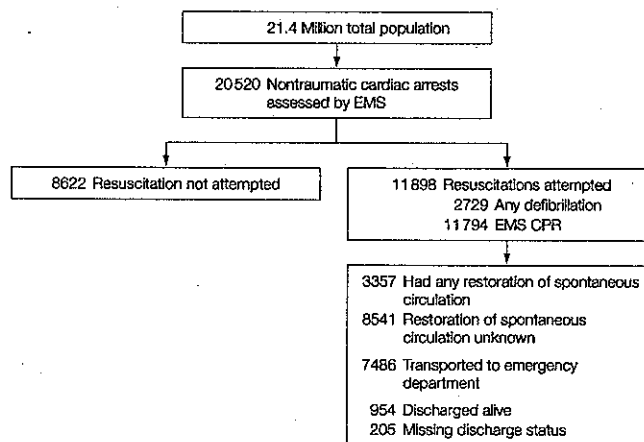 21.4 Million total population
20520 Nontraumatic cardiac arrests
assessed by EMS
8622 Resuscitation not attempted
11898 Resuscitations attempted
2729 Any defibrillation
11794 EMS CPR
3357 Had any restoration of spontaneous
circulation
8541 Restoration of spontaneous
circulation unknown
7486 Transported to emergency
department
954 Discharged alive
205 Missing discharge status